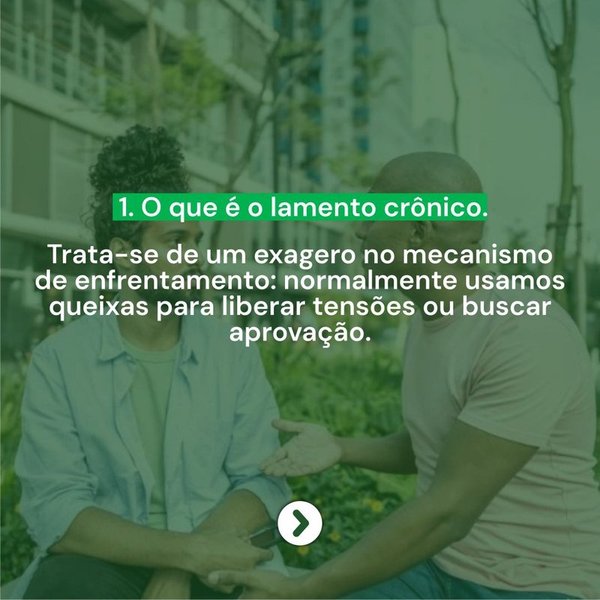 1. O que é o lamento crônico.
Trata-se de um exagero no mecanismo
de enfrentamento: normalmente usamos
queixas para liberar tensões ou buscar
aprovação.